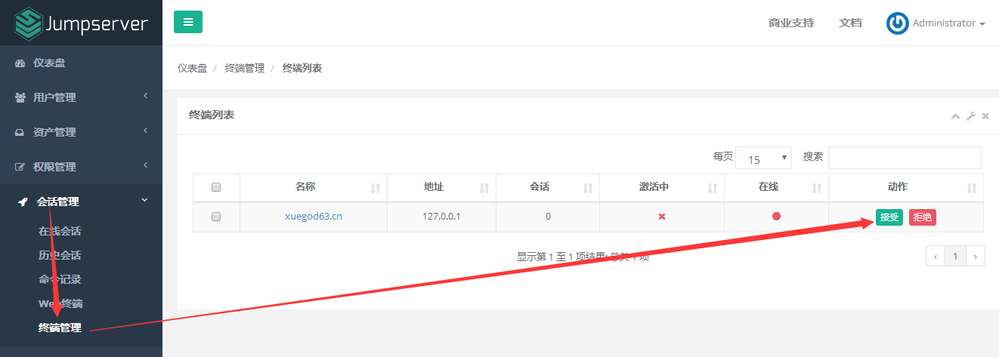 Jumpserver
商业支持
文档
Administrator
仪表盘
用户管理
资产管理
权限管理
会话管理
在线会话
历史会话
命令记录
Web终端
终端管理
仪表盘 / 终端管理 / 终端列表
终端列表
每页 15 搜索
名称 地址 会话 激活中 在线 动作
xuegod63.cn 127.0.0.1 0 接受 拒绝
显示第 1 至 1 项结果; 总共 1 项
‹ 1 ›